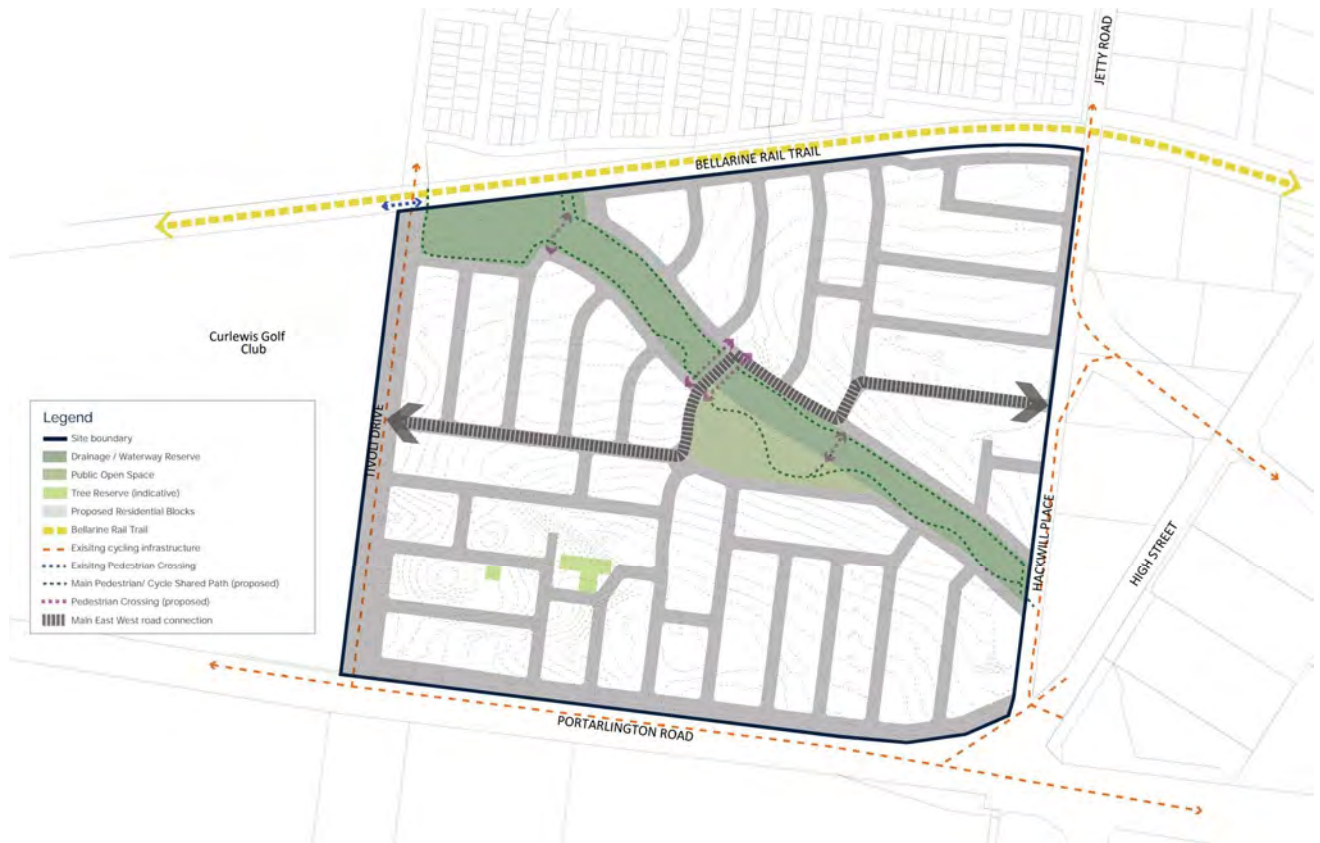 JETTY ROAD
BELLARINE RAIL TRAIL
Curlewis Golf
Club
TIVOLI DRIVE
HACKWILL PLACE
HIGH STREET
PORTARLINGTON ROAD
Legend
Site boundary
Drainage / Waterway Reserve
Public Open Space
Tree Reserve (indicative)
Proposed Residential Blocks
Bellarine Rail Trail
Exisitng cycling infrastructure
Exisitng Pedestrian Crossing
Main Pedestrian/ Cycle Shared Path (proposed)
Pedestrian Crossing (proposed)
Main East West road connection